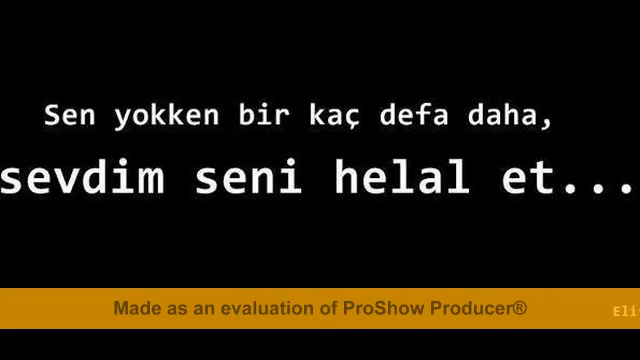 Sen yokken bir kaç defa daha,
sevdim seni helal et...
Made as an evaluation of ProShow Producer®